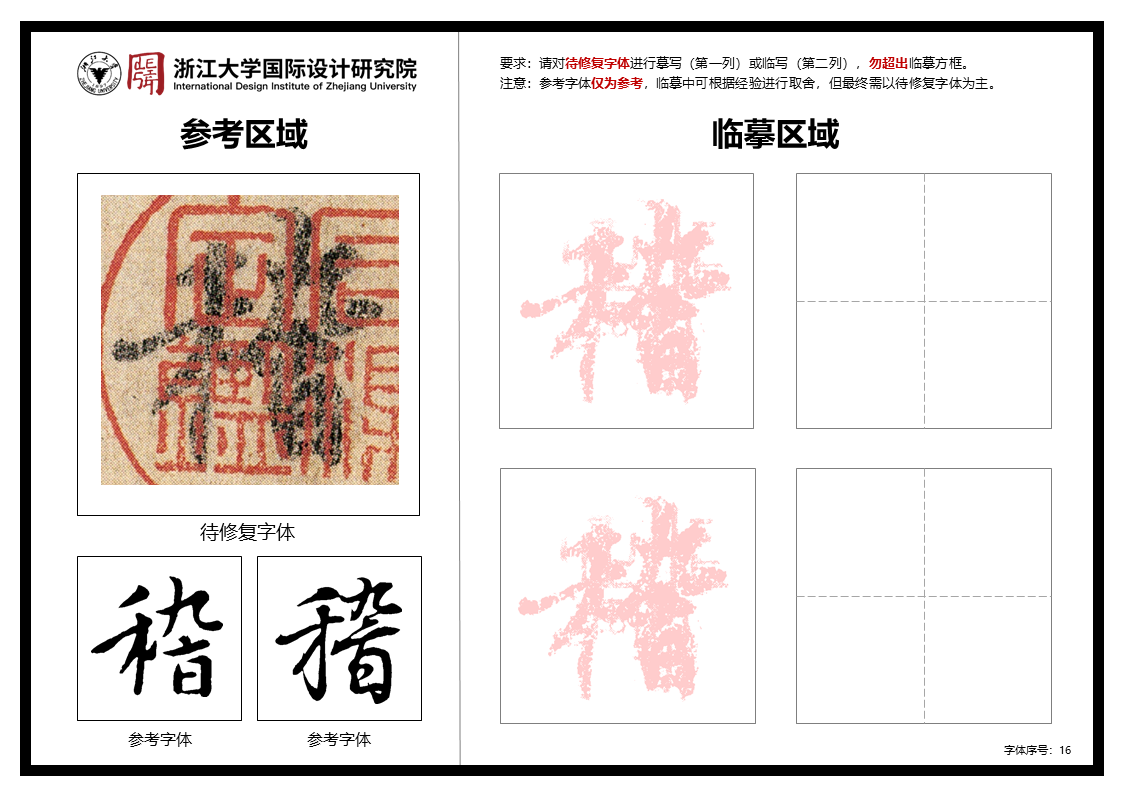 浙江大学国际设计研究院
International Design Institute of Zhejiang University
参考区域
待修复字体
稽
稽
参考字体
参考字体
要求：请对待修复字体进行摹写（第一列）或临写（第二列），勿超出临摹方框。
注意：参考字体仅为参考，临摹中可根据经验进行取舍，但最终需以待修复字体为主。
临摹区域
字体序号：16